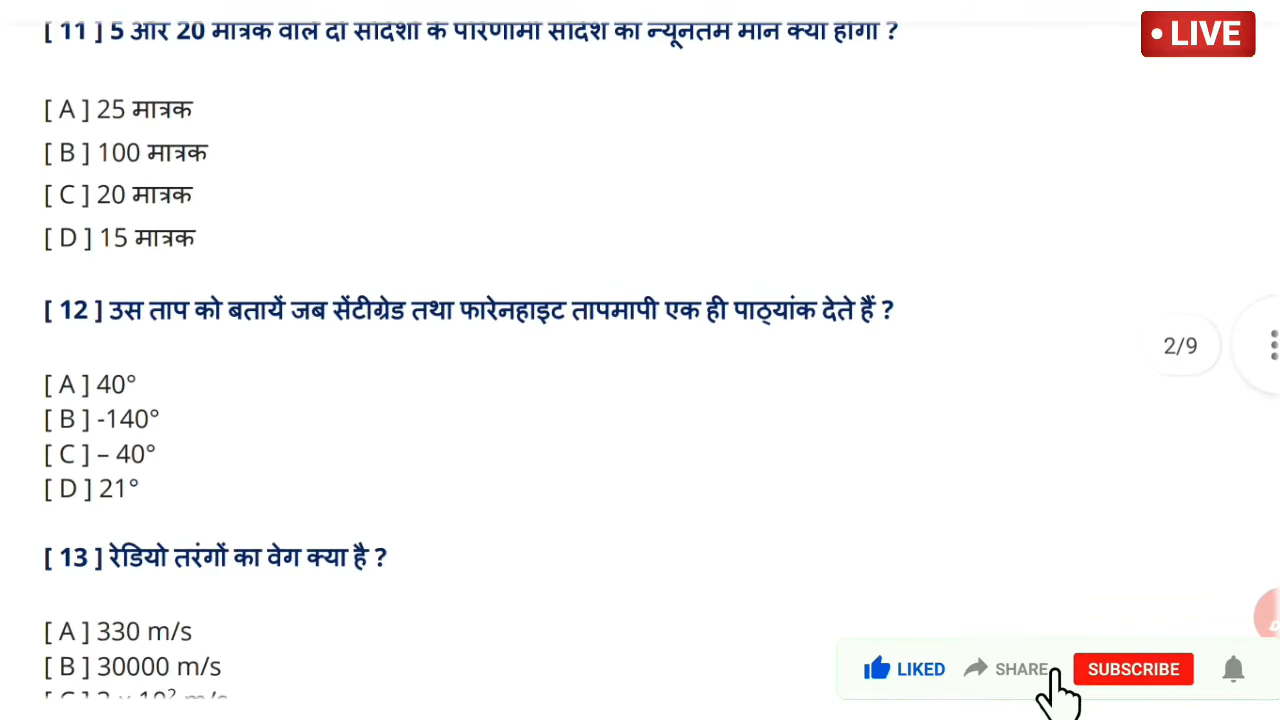 [ 11 ] 5 और 20 मात्रक वाले दो सदिशों के परिणामी सदिश का न्यूनतम मान क्या होगा ?
LIVE
[ A ] 25 मात्रक
[ B ] 100 मात्रक
[ C ] 20 मात्रक
[ D ] 15 मात्रक
[ 12 ] उस ताप को बतायें जब सेंटीग्रेड तथा फारेनहाइट तापमापी एक ही पाठ्यांक देते हैं ?
2/9
[ A ] 40°
[ B ] -140°
[ C ] – 40°
[ D ] 21°
[ 13 ] रेडियो तरंगों का वेग क्या है ?
[ A ] 330 m/s
[ B ] 30000 m/s
LIKED SHARE SUBSCRIBE